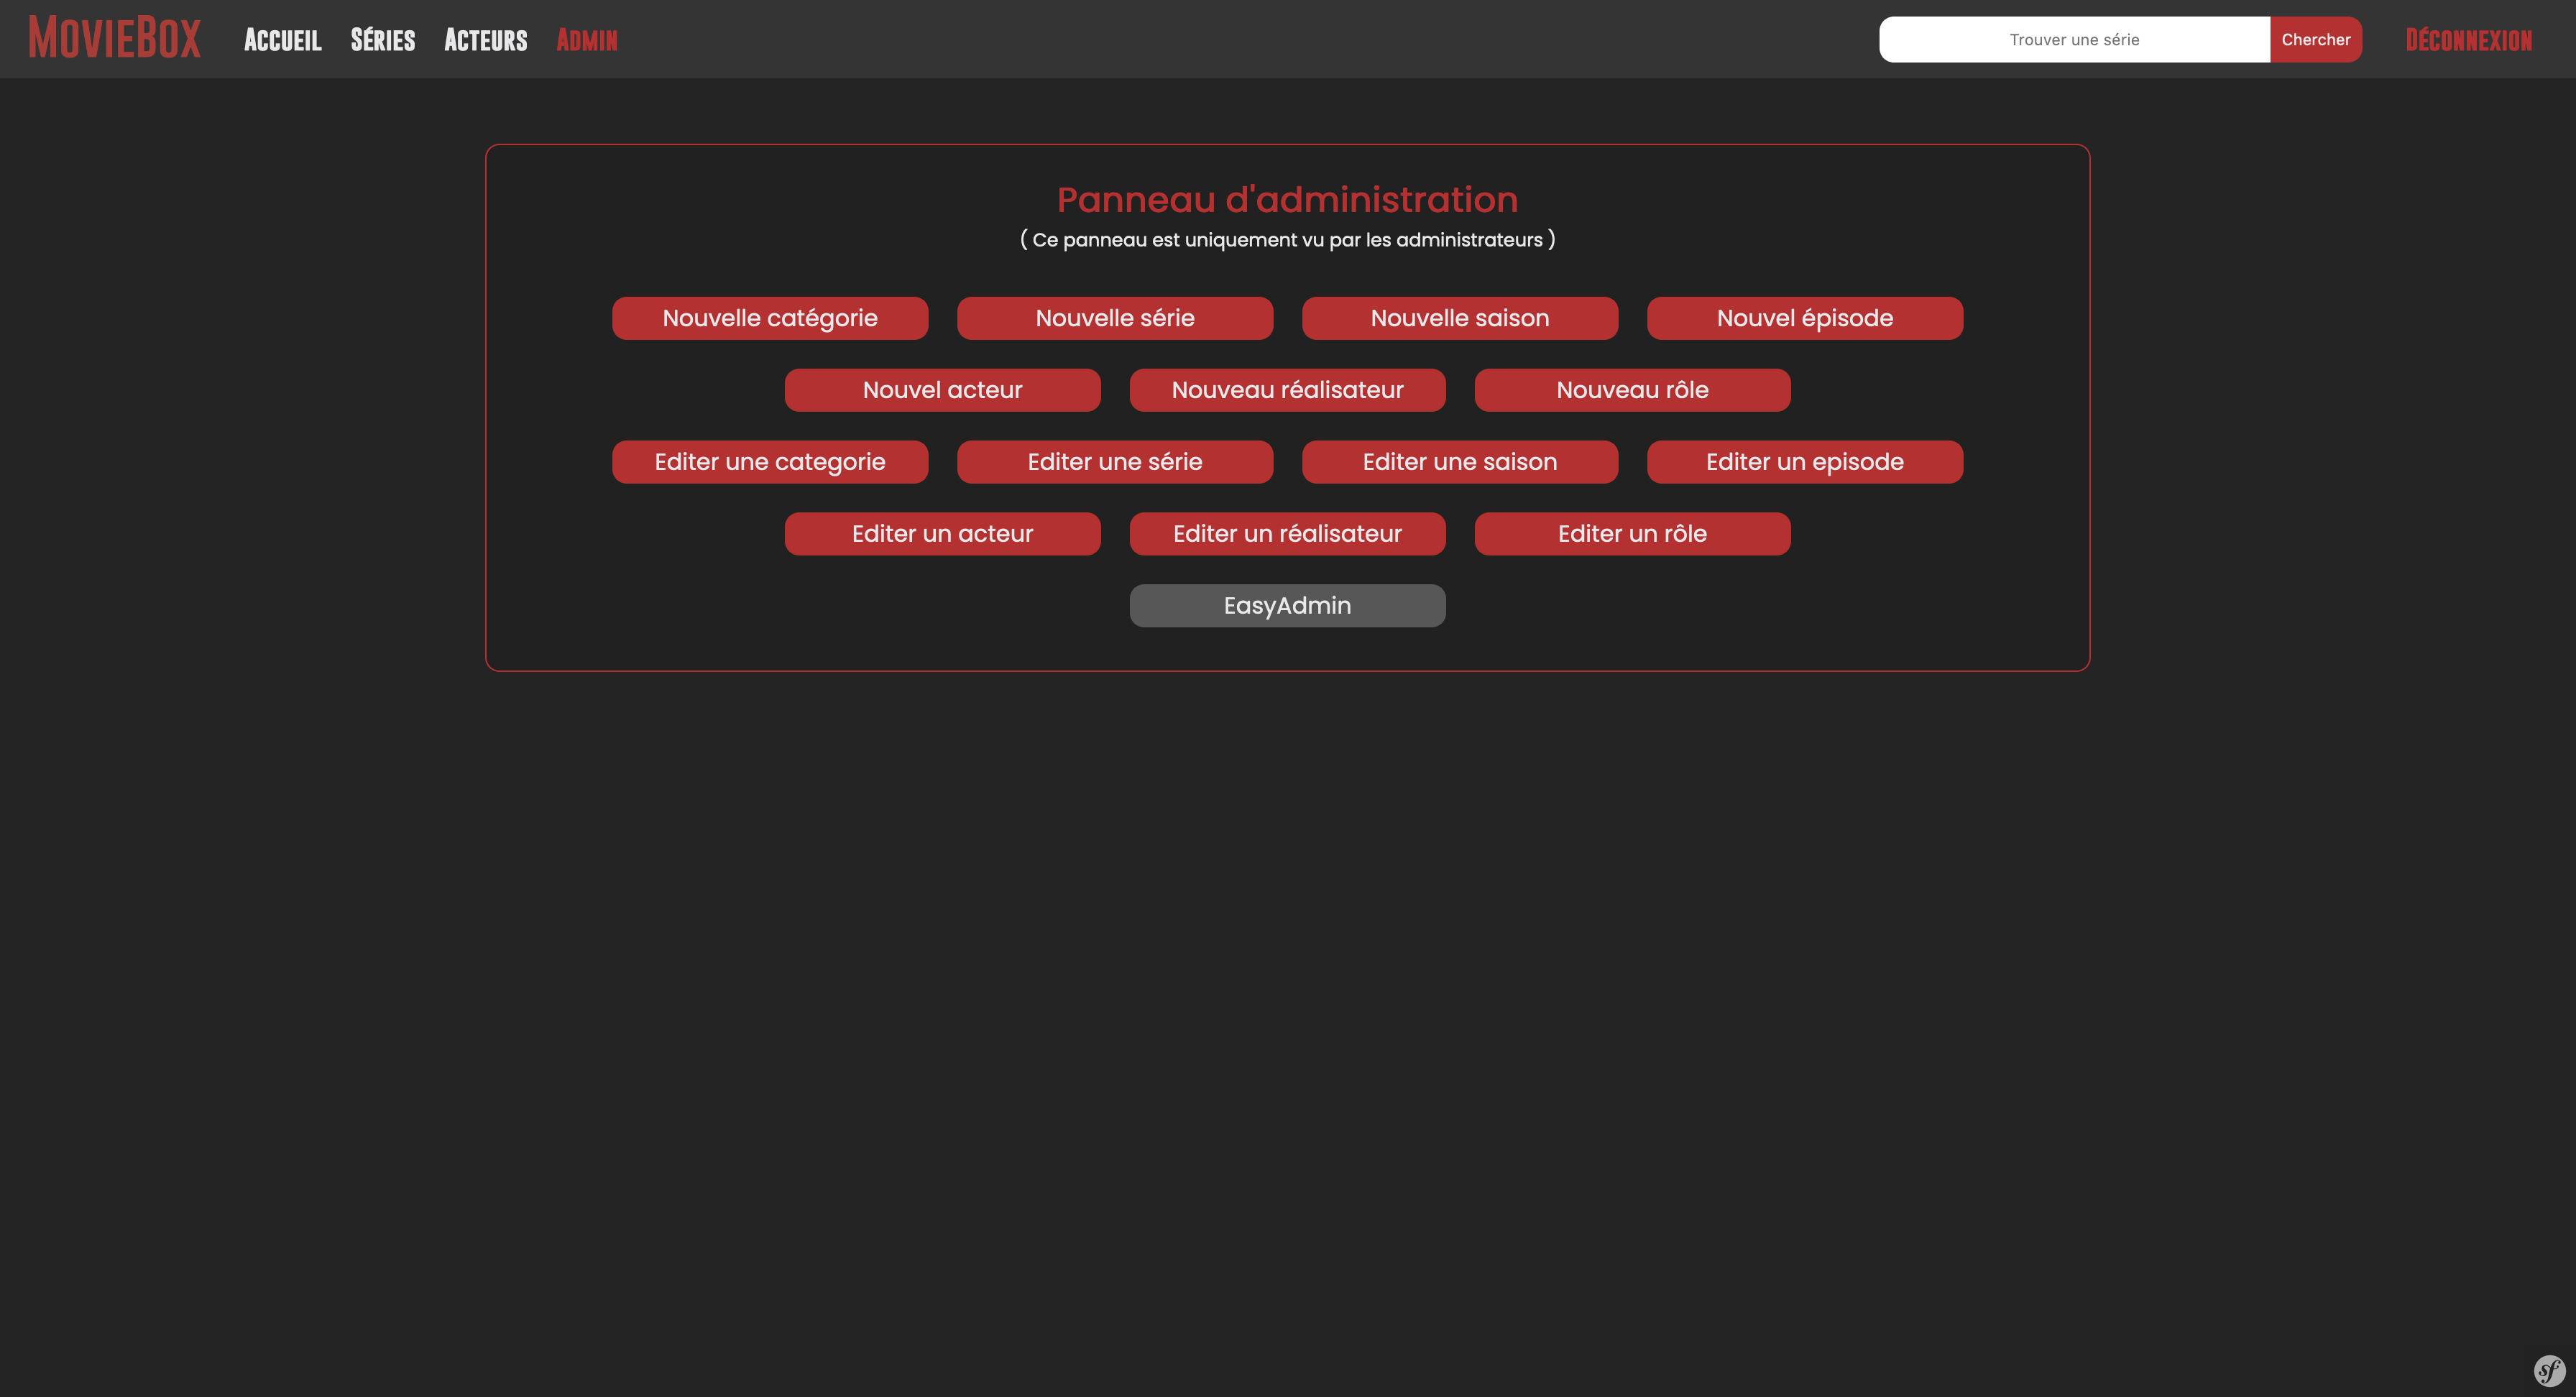 MovieBox Accueil Séries Acteurs Admin Trouver une série Chercher Déconnexion
Panneau d'administration
( Ce panneau est uniquement vu par les administrateurs )
Nouvelle catégorie Nouvelle série Nouvelle saison Nouvel épisode
Nouvel acteur Nouveau réalisateur Nouveau rôle
Editer une categorie Editer une série Editer une saison Editer un episode
Editer un acteur Editer un réalisateur Editer un rôle
EasyAdmin
sf